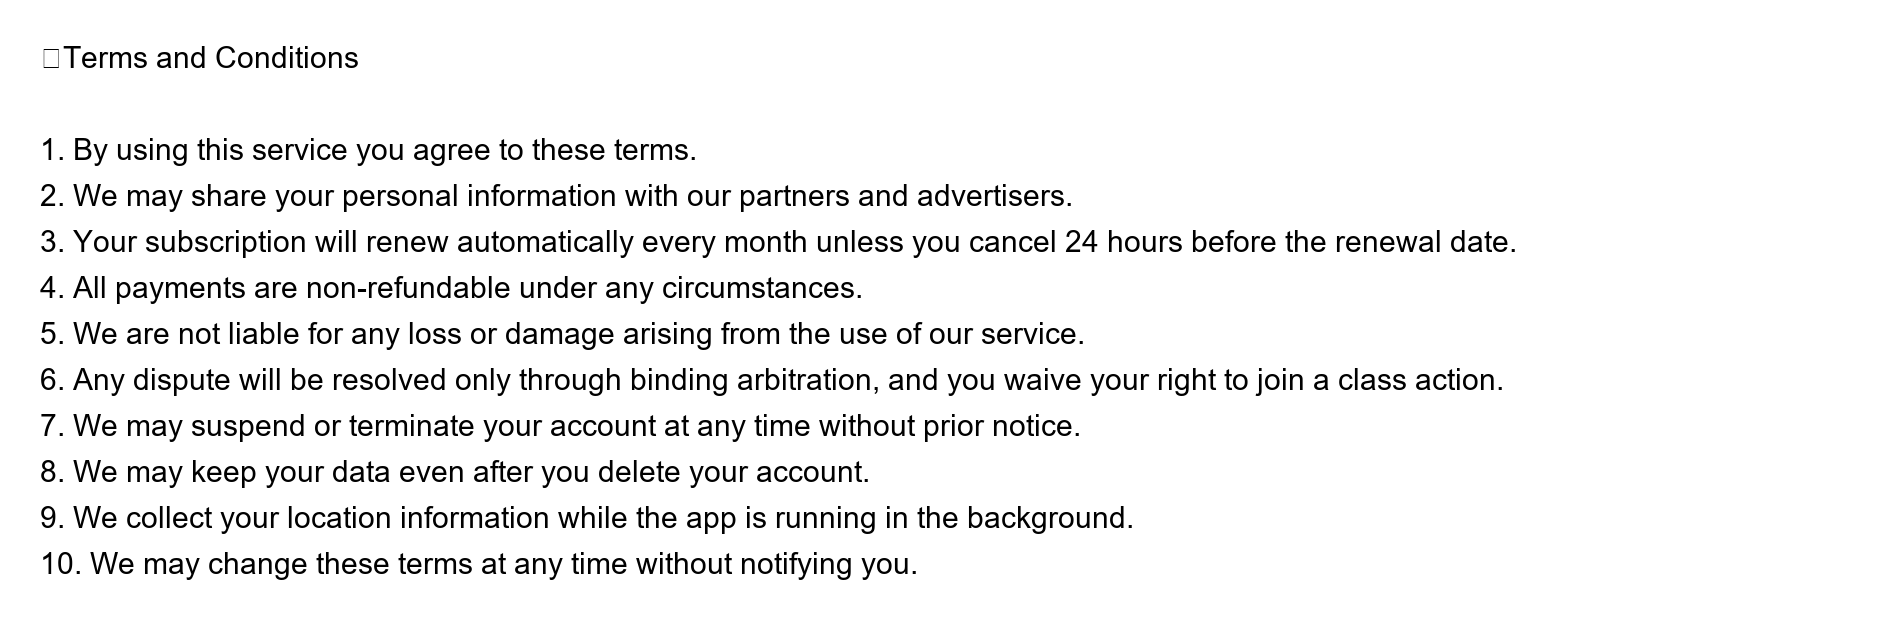 Terms and Conditions
1. By using this service you agree to these terms.
2. We may share your personal information with our partners and advertisers.
3. Your subscription will renew automatically every month unless you cancel 24 hours before the renewal date.
4. All payments are non-refundable under any circumstances.
5. We are not liable for any loss or damage arising from the use of our service.
6. Any dispute will be resolved only through binding arbitration, and you waive your right to join a class action.
7. We may suspend or terminate your account at any time without prior notice.
8. We may keep your data even after you delete your account.
9. We collect your location information while the app is running in the background.
10. We may change these terms at any time without notifying you.